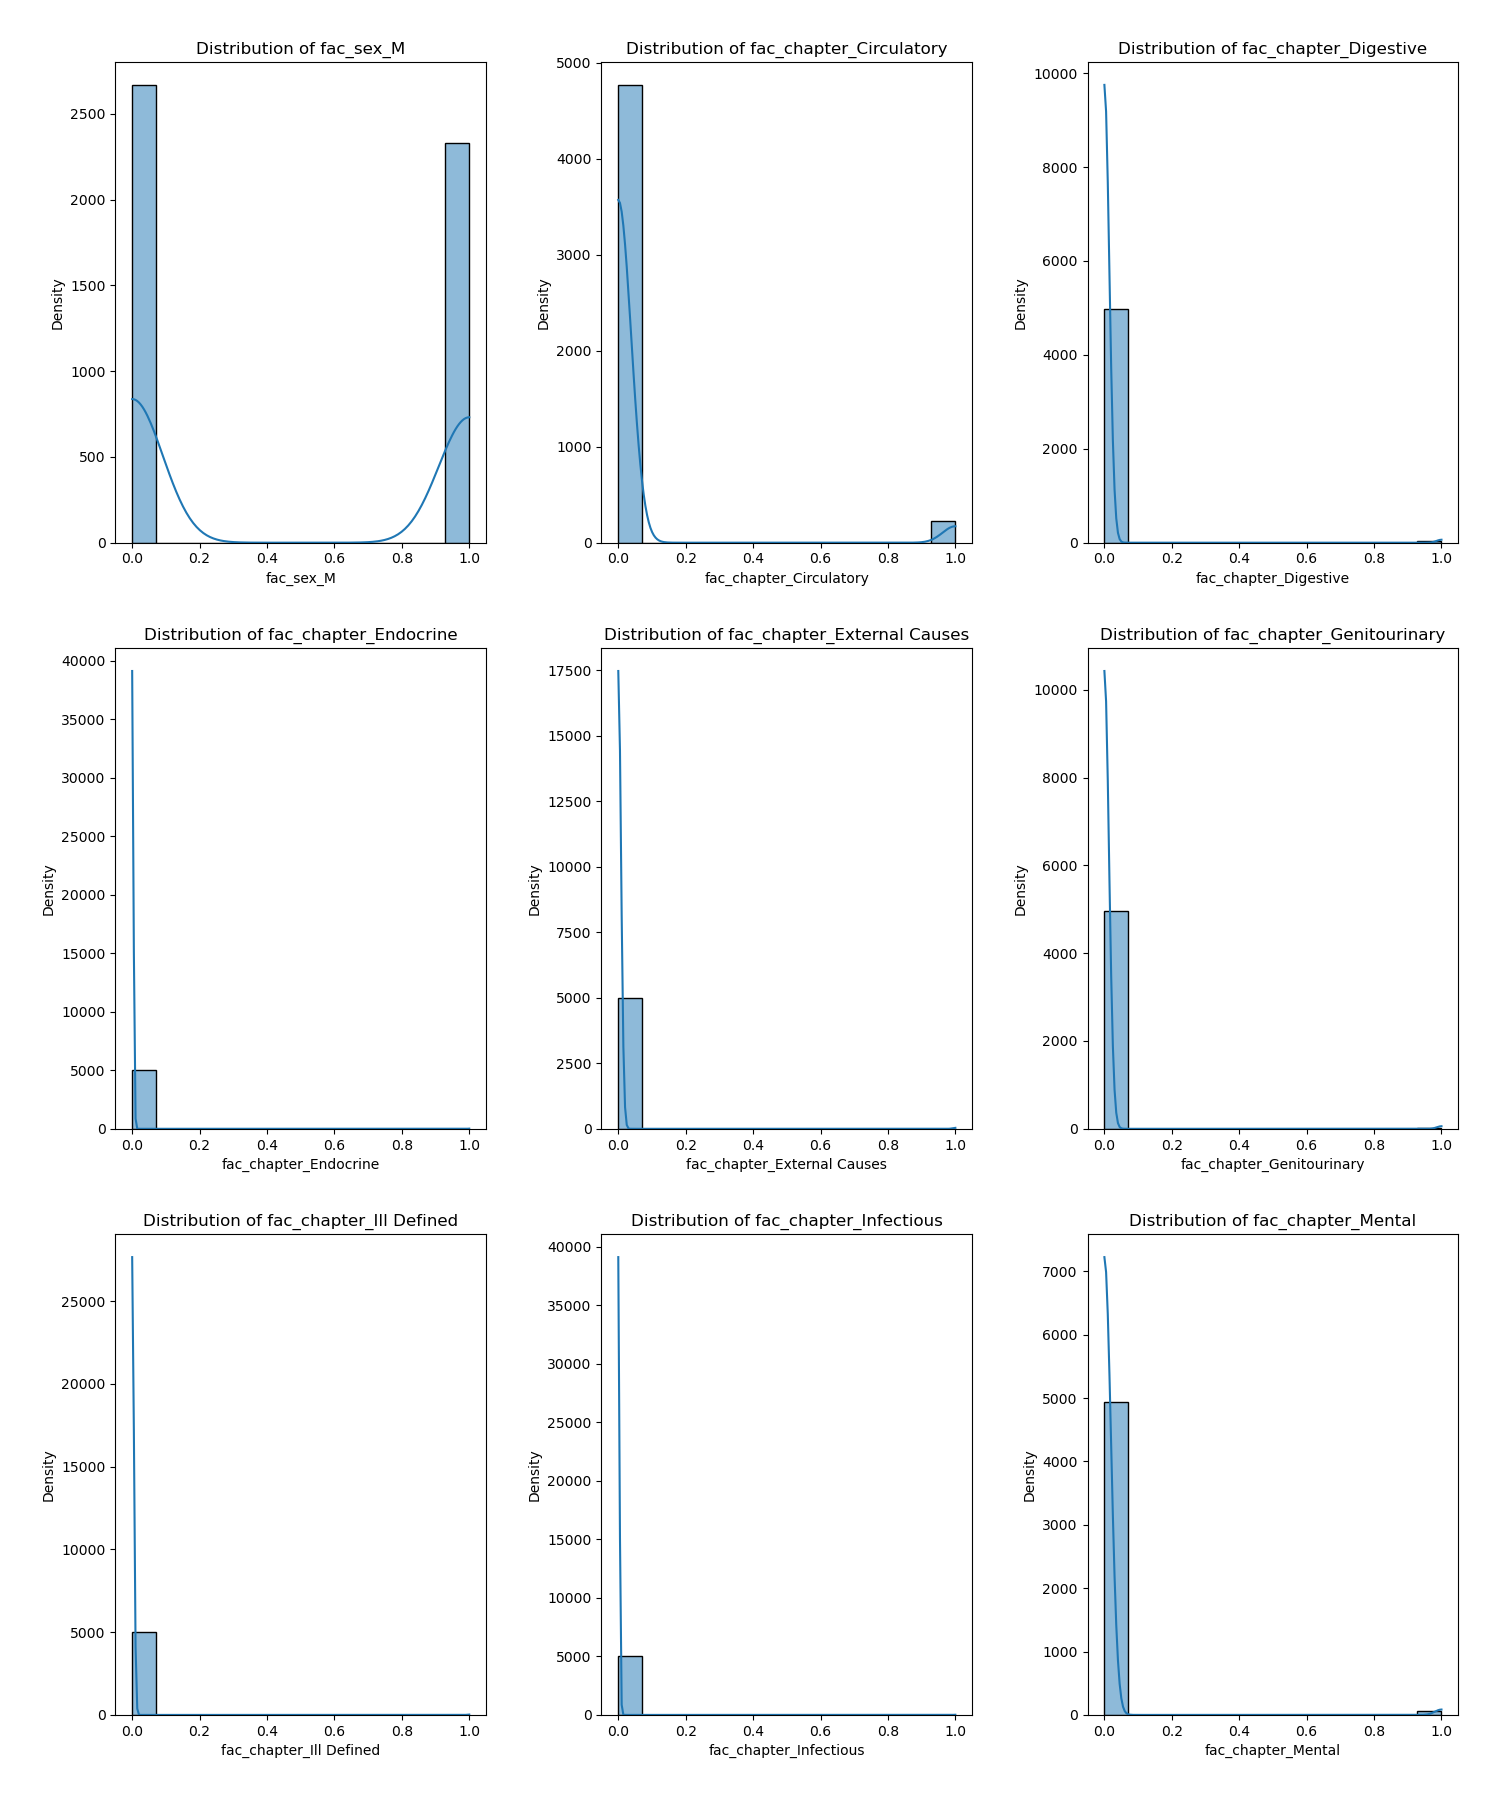 Distribution of fac_sex_M
Distribution of fac_chapter_Circulatory
Distribution of fac_chapter_Digestive
Density
2500
2000
1500
1000
500
0
0.0 0.2 0.4 0.6 0.8 1.0
fac_sex_M
Density
5000
4000
3000
2000
1000
0
0.0 0.2 0.4 0.6 0.8 1.0
fac_chapter_Circulatory
Density
10000
8000
6000
4000
2000
0
0.0 0.2 0.4 0.6 0.8 1.0
fac_chapter_Digestive
Distribution of fac_chapter_Endocrine
Distribution of fac_chapter_External Causes
Distribution of fac_chapter_Genitourinary
Density
40000
35000
30000
25000
20000
15000
10000
5000
0
0.0 0.2 0.4 0.6 0.8 1.0
fac_chapter_Endocrine
Density
17500
15000
12500
10000
7500
5000
2500
0
0.0 0.2 0.4 0.6 0.8 1.0
fac_chapter_External Causes
Density
10000
8000
6000
4000
2000
0
0.0 0.2 0.4 0.6 0.8 1.0
fac_chapter_Genitourinary
Distribution of fac_chapter_Ill Defined
Distribution of fac_chapter_Infectious
Distribution of fac_chapter_Mental
Density
25000
20000
15000
10000
5000
0
0.0 0.2 0.4 0.6 0.8 1.0
fac_chapter_Ill Defined
Density
40000
35000
30000
25000
20000
15000
10000
5000
0
0.0 0.2 0.4 0.6 0.8 1.0
fac_chapter_Infectious
Density
7000
6000
5000
4000
3000
2000
1000
0
0.0 0.2 0.4 0.6 0.8 1.0
fac_chapter_Mental